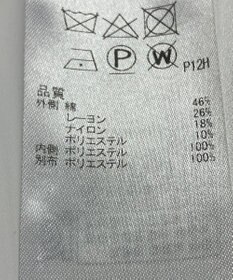 P12H
品質
外側 綿 46%
レーヨン 26%
ナイロン 18%
ポリエステル 10%
内側 ポリエステル 100%
別布 ポリエステル 100%